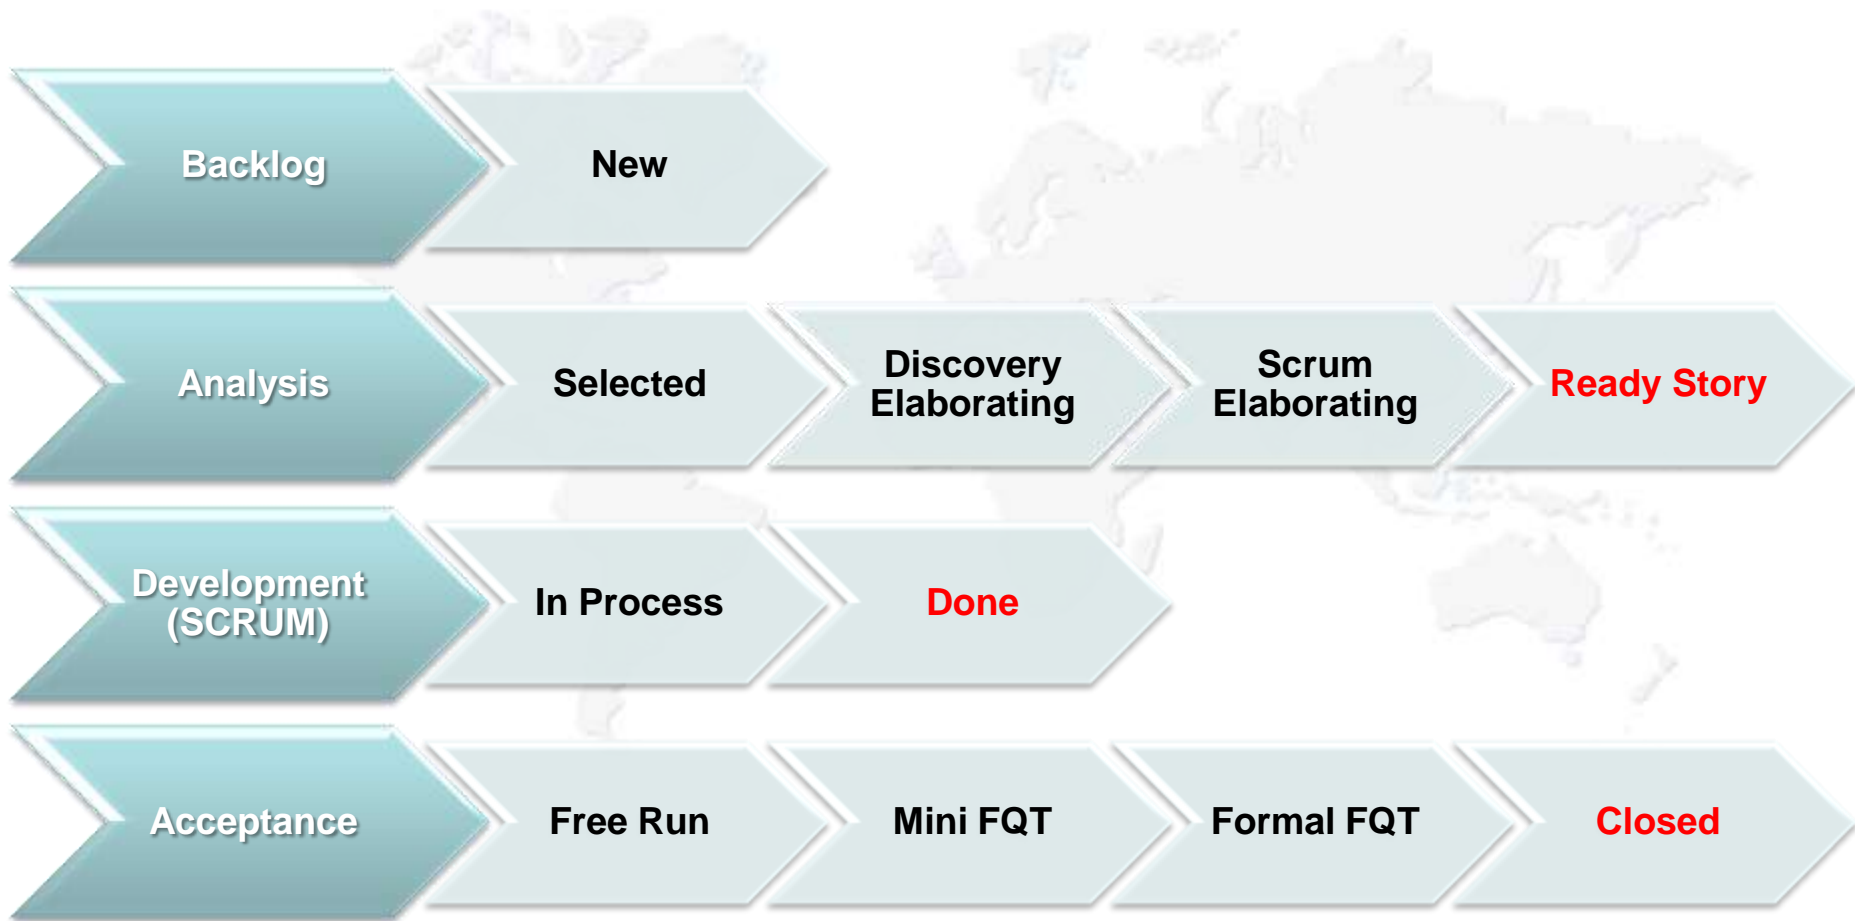 Backlog
New
Analysis
Selected
Discovery
Elaborating
Scrum
Elaborating
Ready Story
Development
(SCRUM)
In Process
Done
Acceptance
Free Run
Mini FQT
Formal FQT
Closed